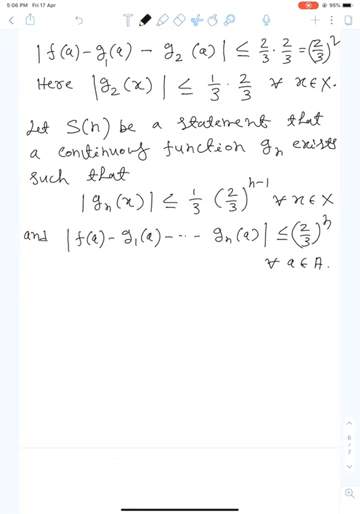 5:06 PM Fri 17 Apr
95%
|f(a) - g₁(a) - g₂(a)| ≤ 2/3 · 2/3 = (2/3)²
Here |g₂(x)| ≤ 1/3 · 2/3 ∀ x ∈ X.
Let S(n) be a statement that
a continuous function gₙ exists
such that
|gₙ(x)| ≤ 1/3 (2/3)ⁿ⁻¹ ∀ x ∈ X
and |f(a) - g₁(a) - ---- gₙ(a)| ≤ (2/3)ⁿ
∀ a ∈ A.
6
/
7